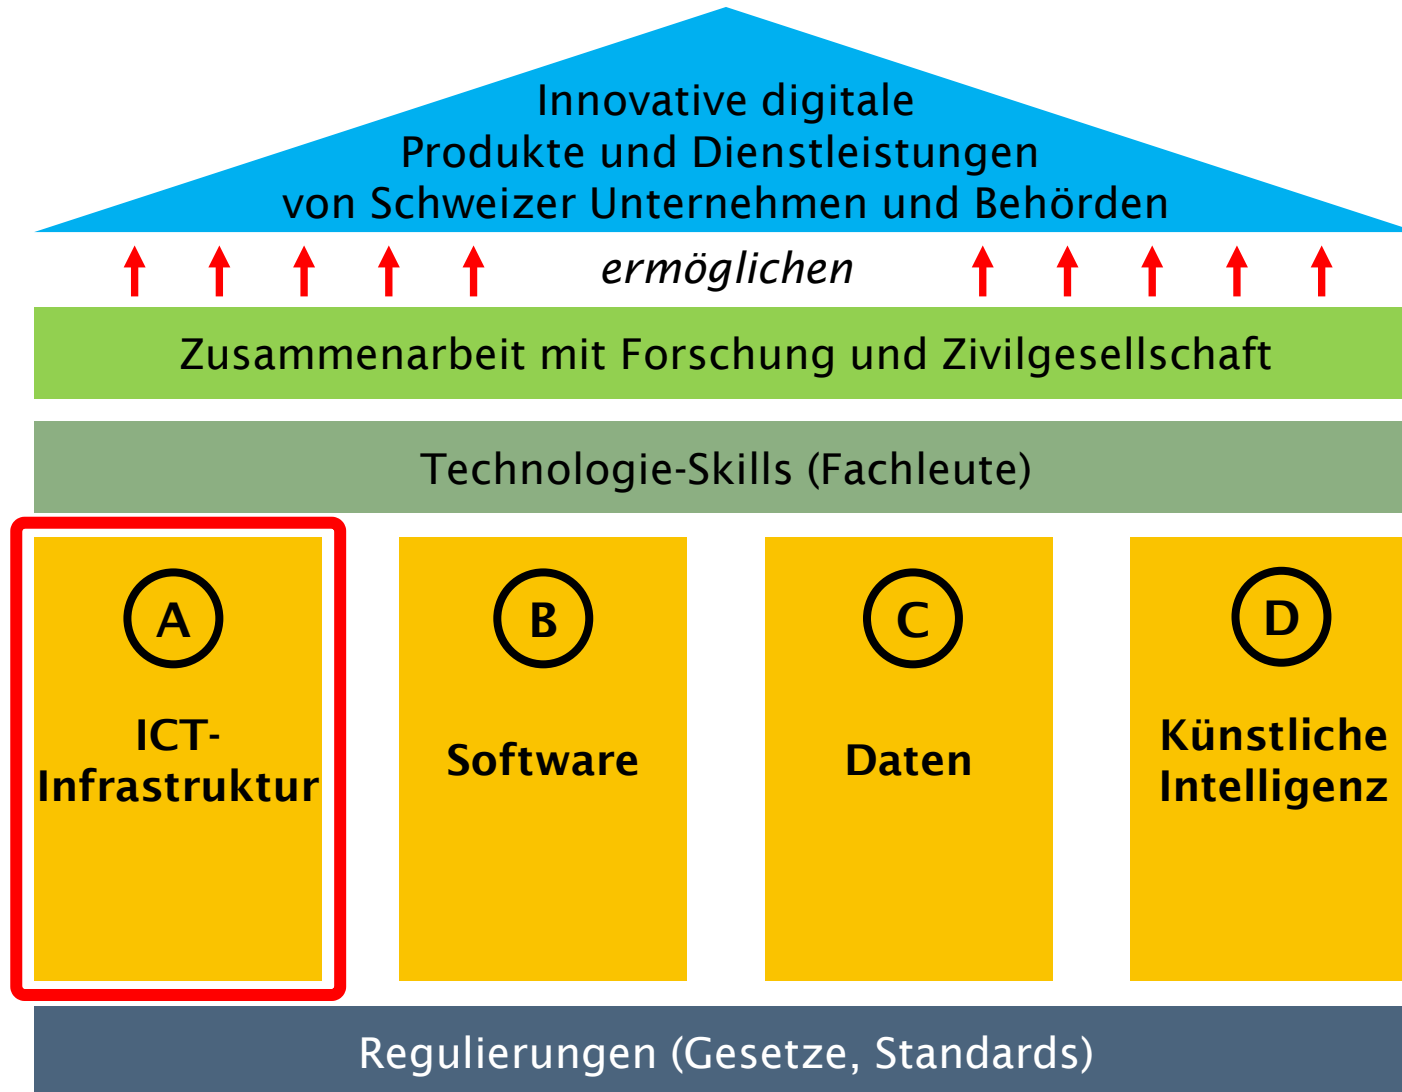 Innovative digitale
Produkte und Dienstleistungen
von Schweizer Unternehmen und Behörden
ermöglichen
Zusammenarbeit mit Forschung und Zivilgesellschaft
Technologie-Skills (Fachleute)
A
ICT-
Infrastruktur
B
Software
C
Daten
D
Künstliche
Intelligenz
Regulierungen (Gesetze, Standards)